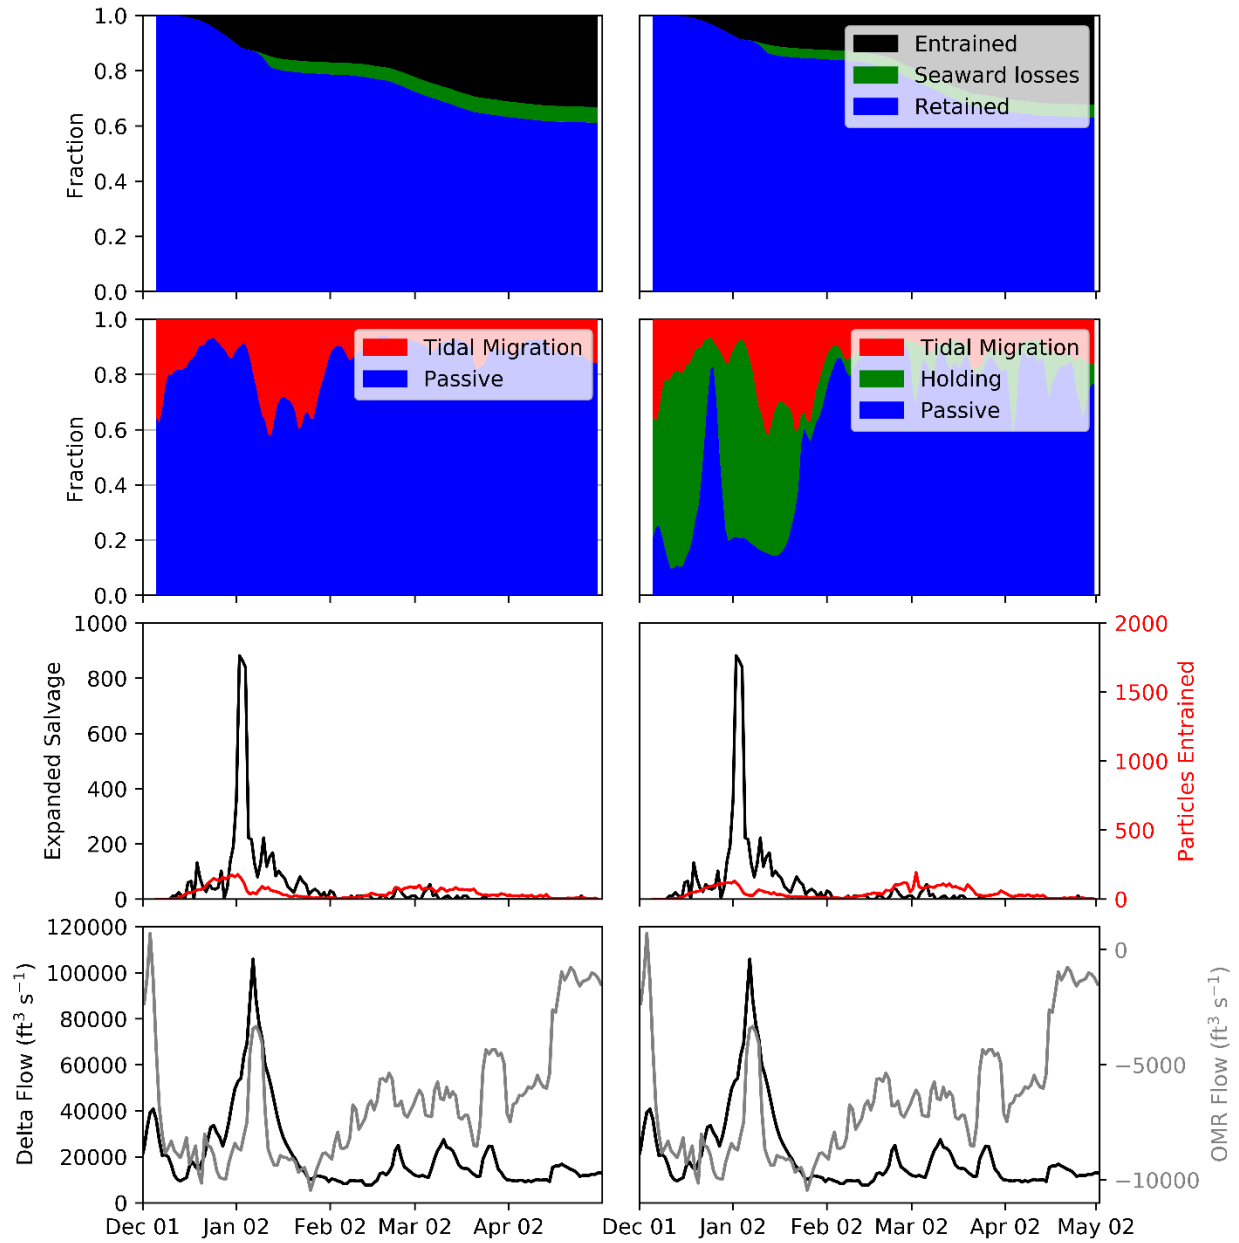 1.0
0.8
0.6
0.4
0.2
0.0
Fraction
Entrained
Seaward losses
Retained
1.0
0.8
0.6
0.4
0.2
0.0
Fraction
Tidal Migration
Passive
Tidal Migration
Holding
Passive
1000
800
600
400
200
0
Expanded Salvage
2000
1500
1000
500
0
Particles Entrained
120000
100000
80000
60000
40000
20000
0
Delta Flow (ft³ s⁻¹)
0
−5000
−10000
OMR Flow (ft³ s⁻¹)
Dec 01 Jan 02 Feb 02 Mar 02 Apr 02
Dec 01 Jan 02 Feb 02 Mar 02 Apr 02 May 02